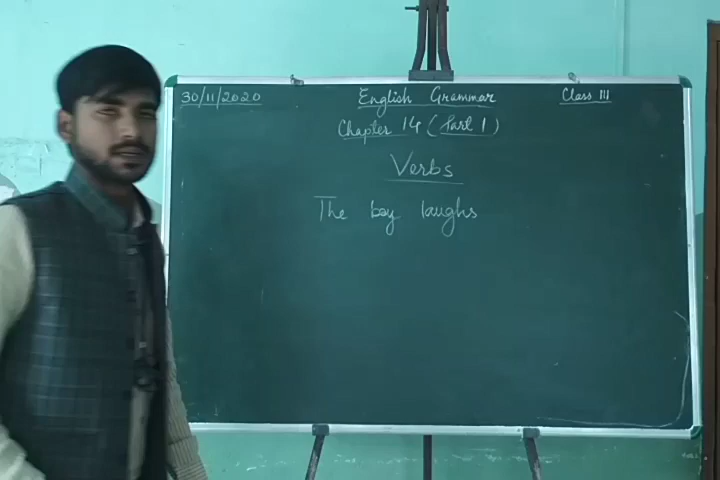 30/11/2020 English Grammar Class III
Chapter 14 (Part 1)
Verbs
The boy laughs